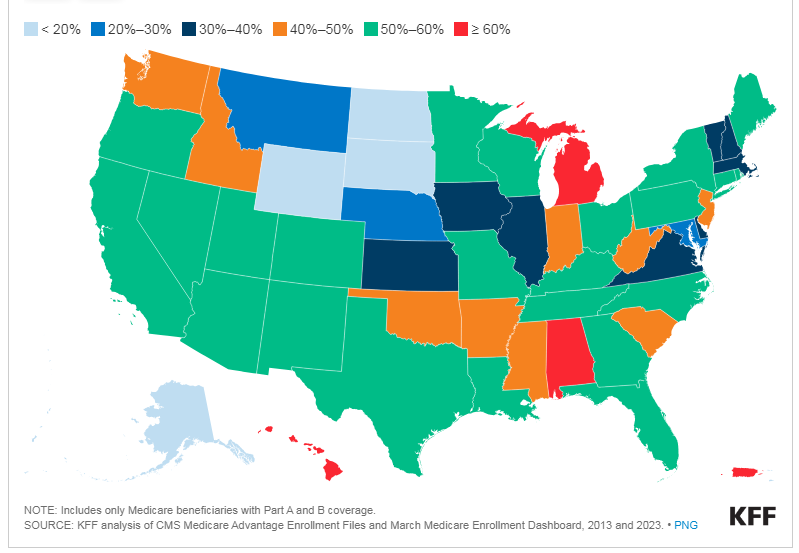 < 20% 20%–30% 30%–40% 40%–50% 50%–60% ≥ 60%
NOTE: Includes only Medicare beneficiaries with Part A and B coverage.
SOURCE: KFF analysis of CMS Medicare Advantage Enrollment Files and March Medicare Enrollment Dashboard, 2013 and 2023. • PNG
KFF